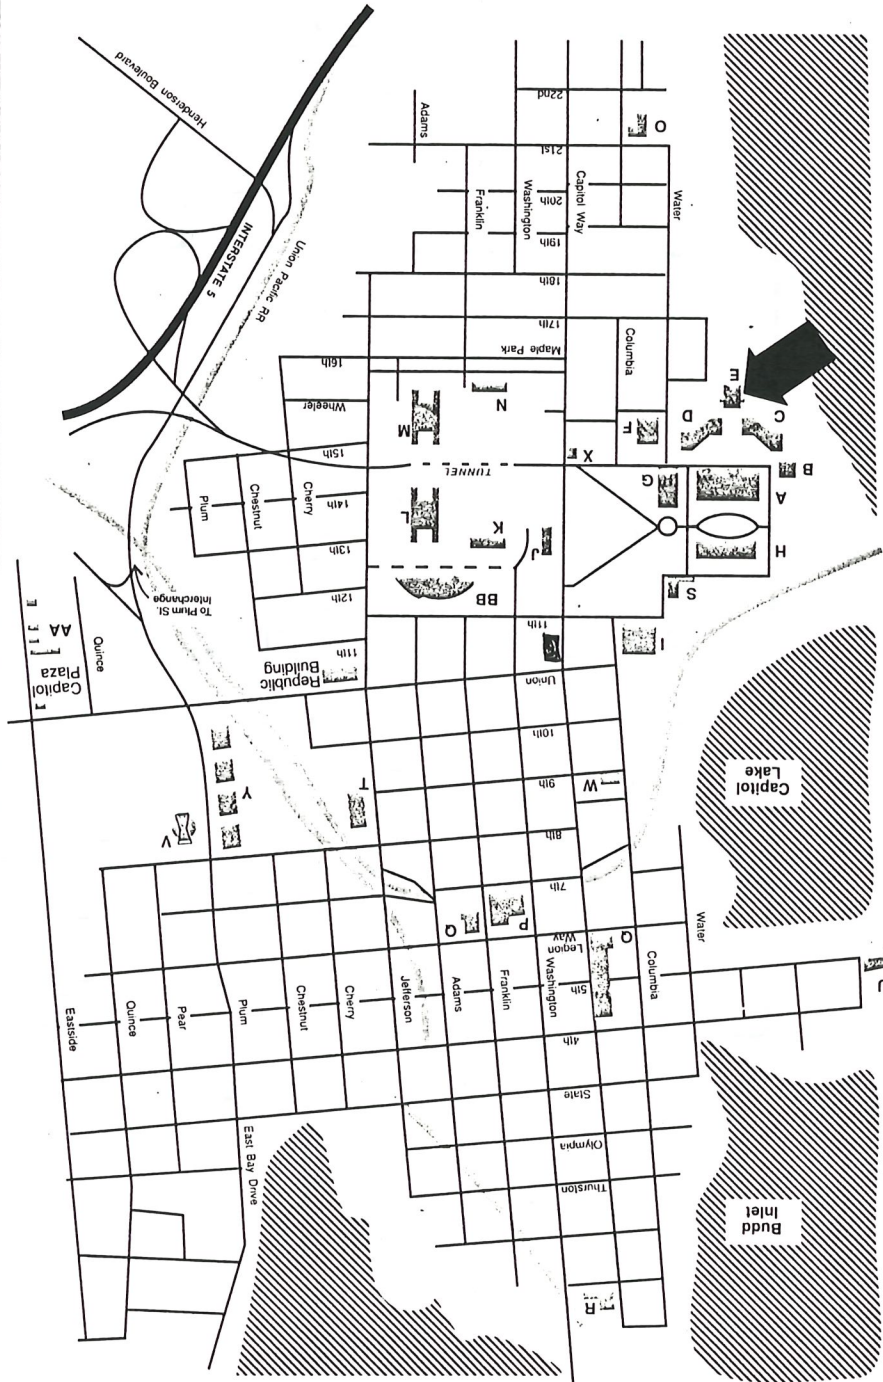 Henderson Boulevard
INTERSTATE 5
Union Pacific RR
Adams
22nd
O
21st
Franklin
20th
Washington
Capitol Way
Water
19th
18th
17th
Maple Park
Columbia
16th
Wheeler
15th
N
M
E
D
C
F
X
B
G
A
TUNNEL
Plum
Chestnut
Cherry
14th
L
K
J
H
13th
12th
BB
S
To Plum St.
Interchange
11th
11th
I
AA
Capitol
Plaza
Quince
Republic
Building
Union
10th
9th
W
Capitol
Lake
Y
T
V
8th
7th
Q
P
Legion
Way
Q
Water
5th
U
Eastside
Quince
Pear
Plum
Chestnut
Cherry
Jefferson
Adams
Franklin
Washington
Columbia
4th
State
East Bay Drive
Olympia
Thurston
Budd
Inlet
R